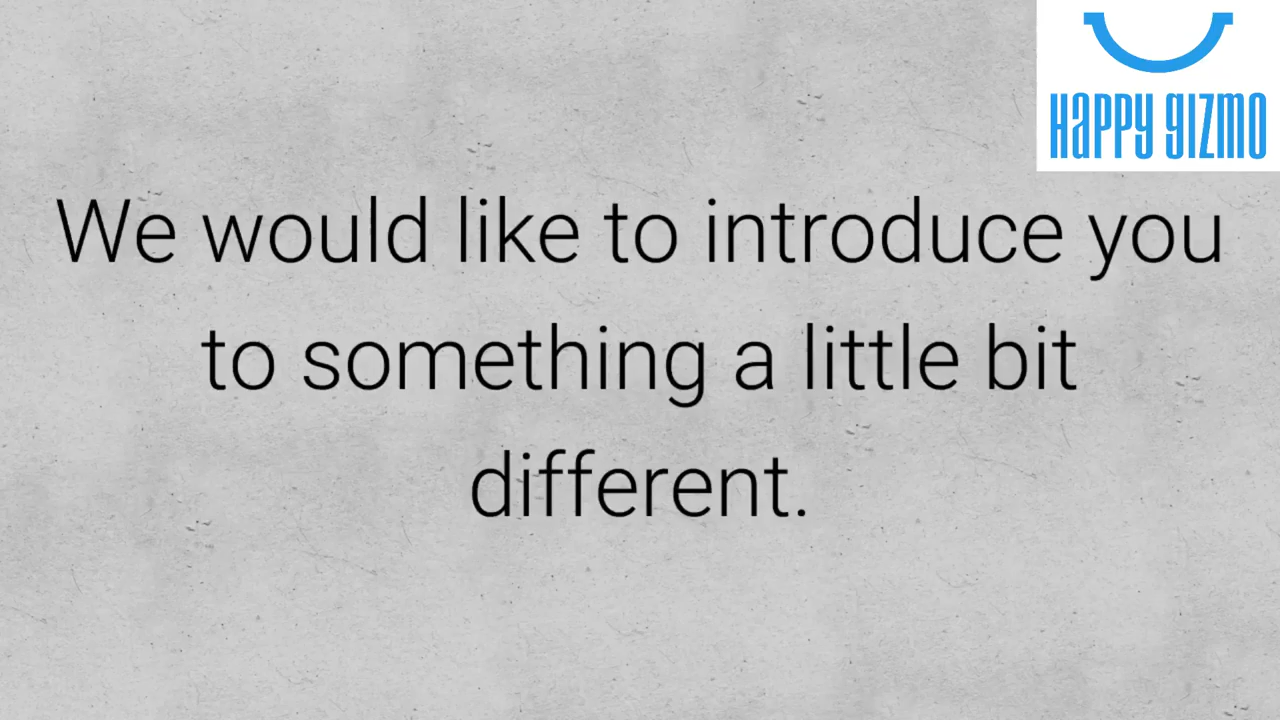 HAPPY GIZMO
We would like to introduce you
to something a little bit
different.